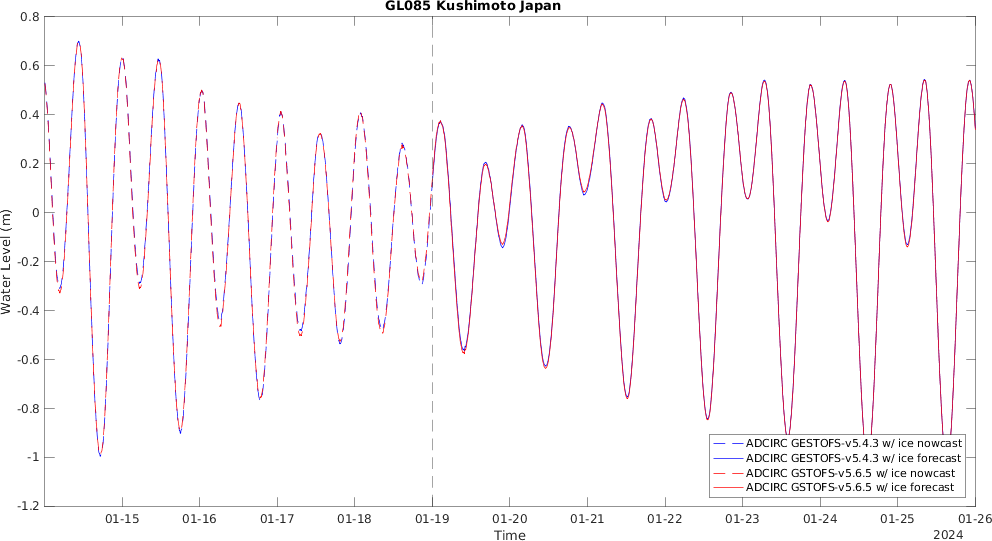 GL085 Kushimoto Japan
Water Level (m)
0.8
0.6
0.4
0.2
0
-0.2
-0.4
-0.6
-0.8
-1
-1.2
ADCIRC GESTOFS-v5.4.3 w/ ice nowcast
ADCIRC GESTOFS-v5.4.3 w/ ice forecast
ADCIRC GSTOFS-v5.6.5 w/ ice nowcast
ADCIRC GSTOFS-v5.6.5 w/ ice forecast
01-15 01-16 01-17 01-18 01-19 01-20 01-21 01-22 01-23 01-24 01-25 01-26
Time
2024